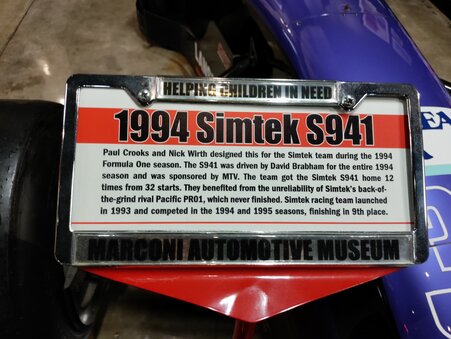 HELPING CHILDREN IN NEED
1994 Simtek S941
Paul Crooks and Nick Wirth designed this for the Simtek team during the 1994
Formula One season. The S941 was driven by David Brabham for the entire 1994
season and was sponsored by MTV. The team got the Simtek S941 home 12
times from 32 starts. They benefited from the unreliability of Simtek's back-of-
the-grind rival Pacific PR01, which never finished. Simtek racing team launched
in 1993 and competed in the 1994 and 1995 seasons, finishing in 9th place.
MARCONI AUTOMOTIVE MUSEUM